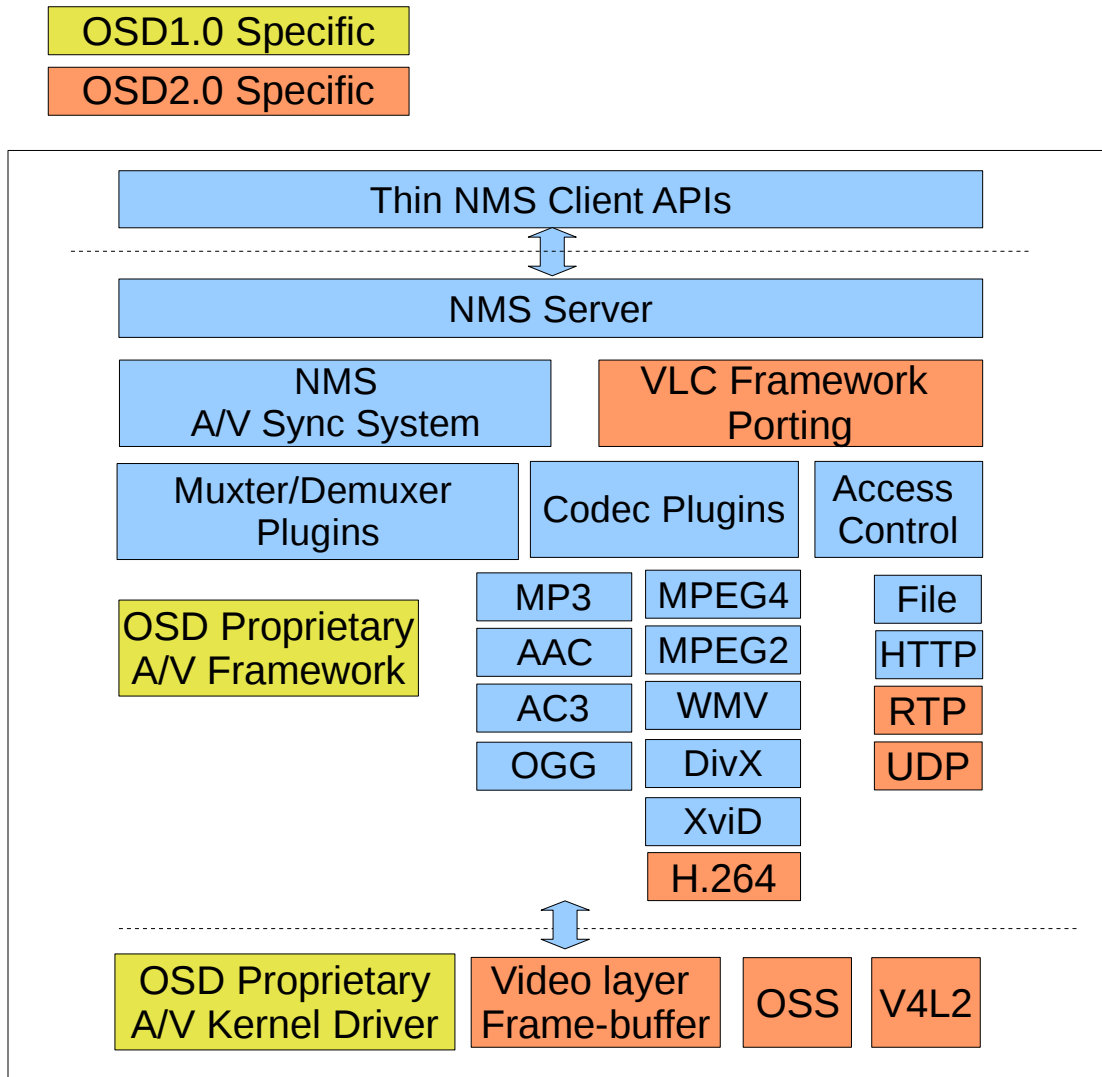 OSD1.0 Specific
OSD2.0 Specific
Thin NMS Client APIs
NMS Server
NMS
A/V Sync System
VLC Framework
Porting
Muxter/Demuxer
Plugins
Codec Plugins
Access
Control
OSD Proprietary
A/V Framework
MP3
AAC
AC3
OGG
MPEG4
MPEG2
WMV
DivX
XviD
H.264
File
HTTP
RTP
UDP
OSD Proprietary
A/V Kernel Driver
Video layer
Frame-buffer
OSS
V4L2